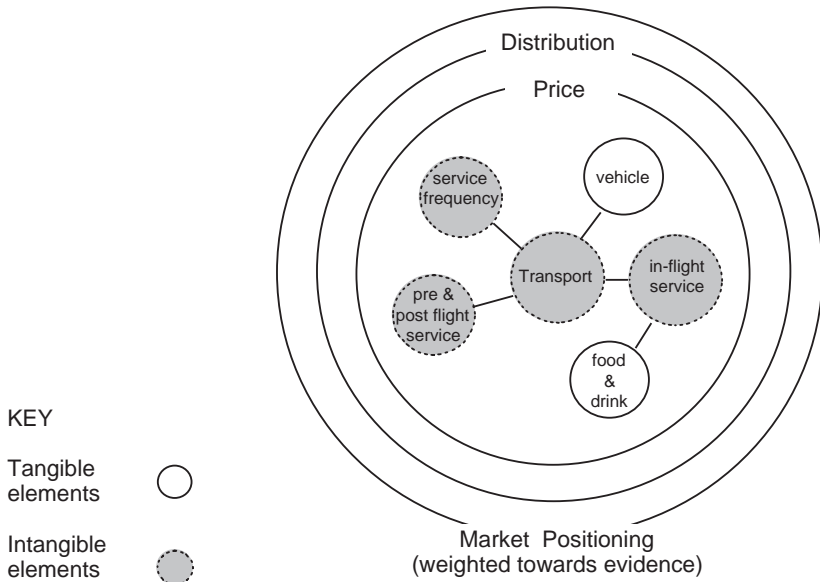 Distribution
Price
service
frequency
vehicle
Transport
in-flight
service
pre &
post flight
service
food
&
drink
KEY
Tangible
elements
Intangible
elements
Market Positioning
(weighted towards evidence)